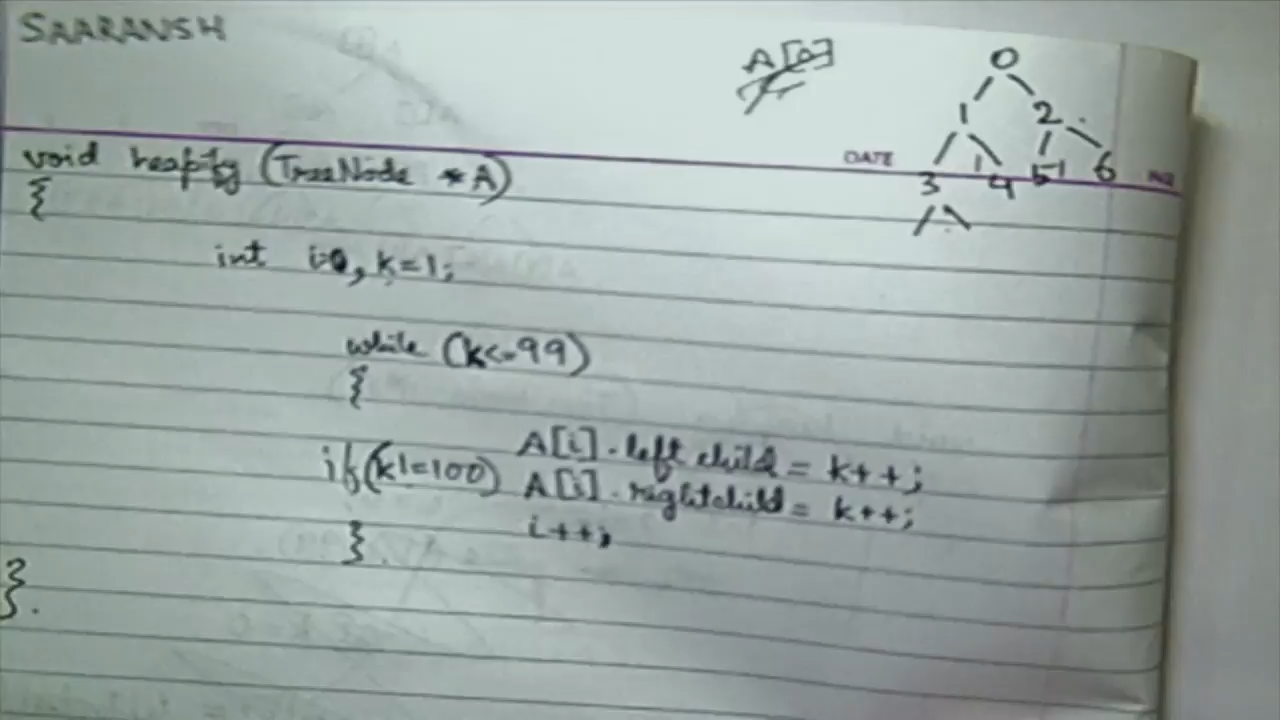 SAARANSH
A[0]
0
1 2
DATE
3 4 5 6
void heapify (TreeNode *A)
{
int i=0, k=1;
while (k<=99)
{
A[i].leftchild = k++;
if(k!=100) A[i].rightchild = k++;
i++;
}
}.